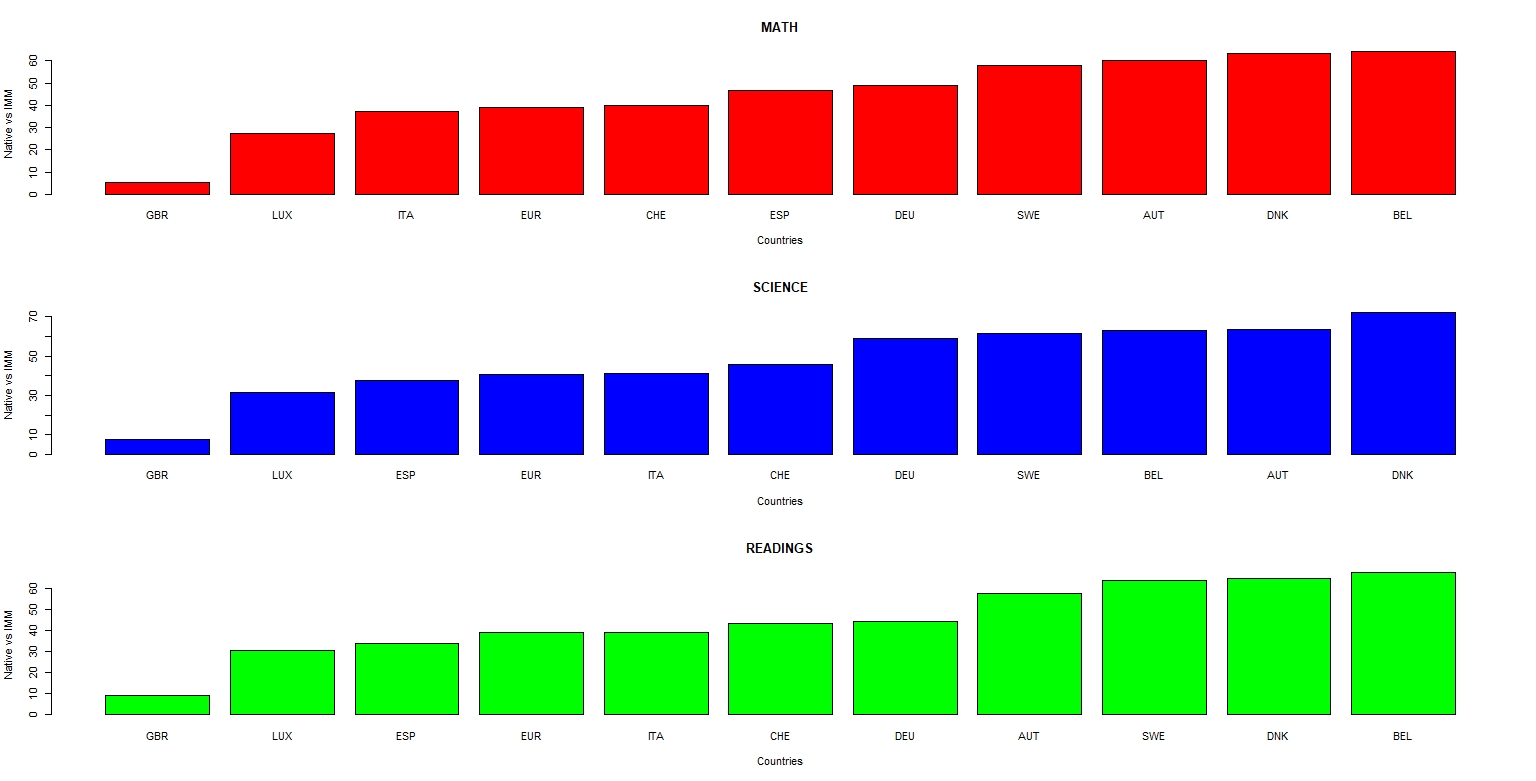 MATH
Native vs IMM
60
50
40
30
20
10
0
GBR LUX ITA EUR CHE ESP DEU SWE AUT DNK BEL
Countries
SCIENCE
Native vs IMM
70
50
30
10
0
GBR LUX ESP EUR ITA CHE DEU SWE BEL AUT DNK
Countries
READINGS
Native vs IMM
60
50
40
30
20
10
0
GBR LUX ESP EUR ITA CHE DEU AUT SWE DNK BEL
Countries